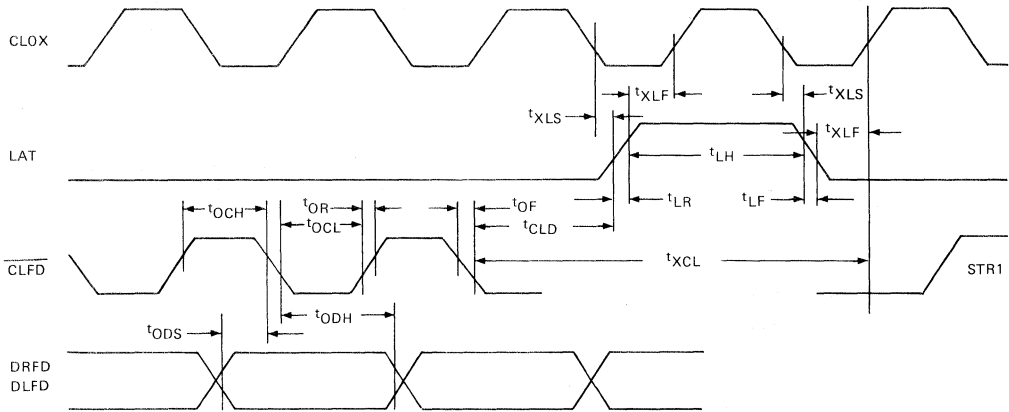 CLOX
tXLF
tXLS
tXLS
tXLF
LAT
tLH
tOCH
tOR
tOF
tLR
tLF
tOCL
tCLD
tXCL
CLFD
STR1
tODH
tODS
DRFD
DLFD